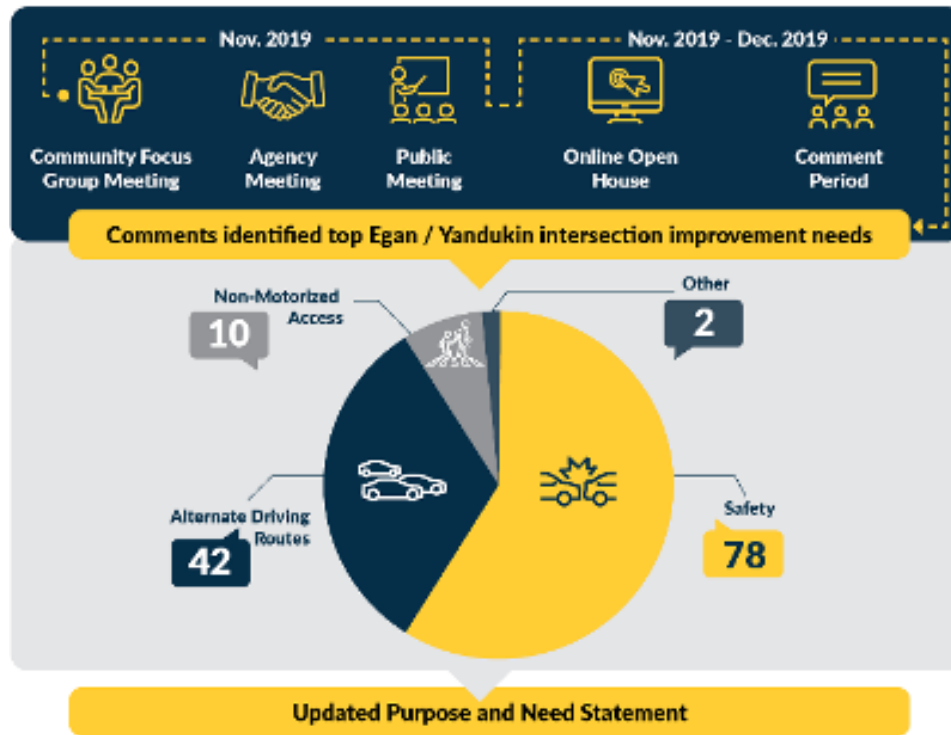 Nov. 2019
Nov. 2019 - Dec. 2019
Community Focus
Group Meeting
Agency
Meeting
Public
Meeting
Online Open
House
Comment
Period
Comments identified top Egan / Yandukin intersection improvement needs
Non-Motorized
Access
10
Other
2
Alternate Driving
Routes
42
Safety
78
Updated Purpose and Need Statement